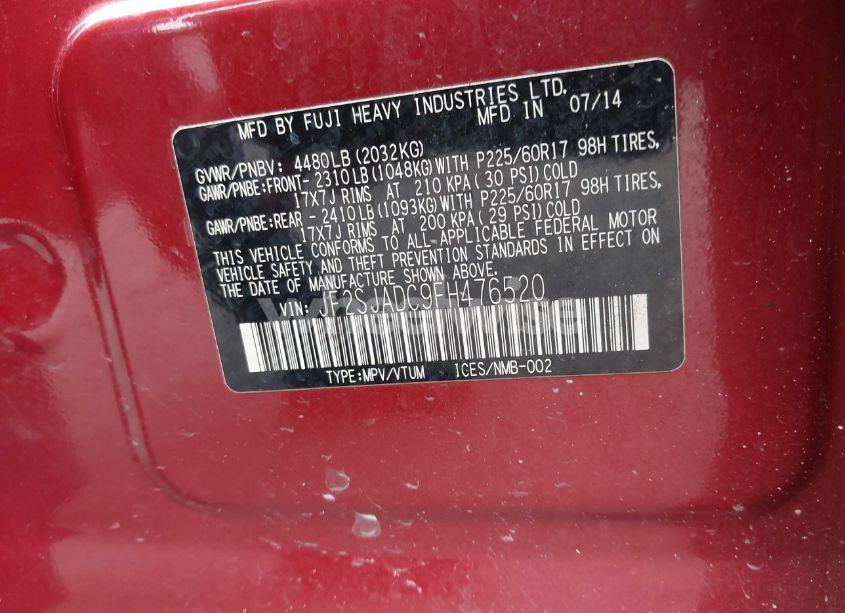 MFD BY FUJI HEAVY INDUSTRIES LTD.
MFD IN 07/14
GVWR/PNBV: 4480LB(2032KG)
GAWR/PNBE:FRONT- 2310LB(1048KG)WITH P225/60R17 98H TIRES,
17X7J RIMS AT 210 KPA( 30 PSI)COLD
GAWR/PNBE:REAR - 2410LB(1093KG)WITH P225/60R17 98H TIRES,
17X7J RIMS AT 200 KPA( 29 PSI)COLD
THIS VEHICLE CONFORMS TO ALL-APPLICABLE FEDERAL MOTOR
VEHICLE SAFETY AND THEFT PREVENTION STANDARDS IN EFFECT ON
THE DATE OF MANUFACTURE SHOWN ABOVE.
VIN: JF2SJADC9FH476520
TYPE:MPV/VTUM ICES/NMB-002